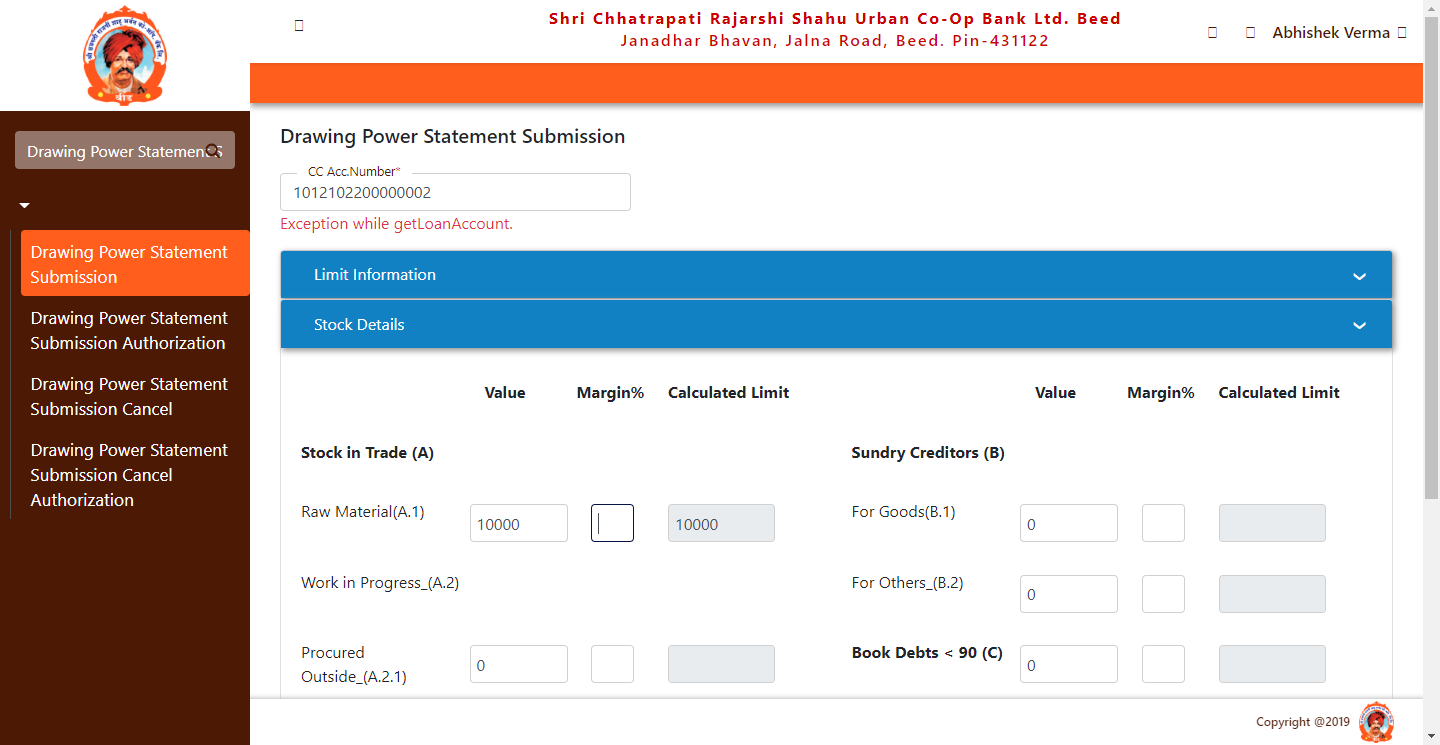 Shri Chhatrapati Rajarshi Shahu Urban Co-Op Bank Ltd. Beed
Janadhar Bhavan, Jalna Road, Beed. Pin-431122
Abhishek Verma
बीड
Drawing Power Statement S
Drawing Power Statement
Submission
Drawing Power Statement
Submission Authorization
Drawing Power Statement
Submission Cancel
Drawing Power Statement
Submission Cancel
Authorization
Drawing Power Statement Submission
CC Acc.Number*
1012102200000002
Exception while getLoanAccount.
Limit Information
Stock Details
Value Margin% Calculated Limit Value Margin% Calculated Limit
Stock in Trade (A) Sundry Creditors (B)
Raw Material(A.1) 10000 10000 For Goods(B.1) 0
Work in Progress_(A.2) For Others_(B.2) 0
Procured
Outside_(A.2.1) 0 Book Debts < 90 (C) 0
Copyright @2019